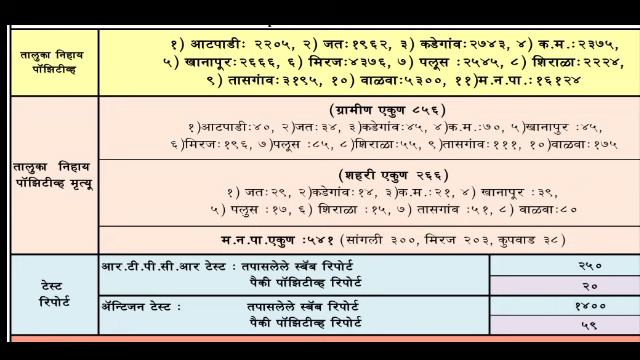 तालुका निहाय
पॉझिटीव्ह
१) आटपाडीः २२०५, २) जतः१९६२, ३) कडेगांवः२७४३, ४) क.म.:२३७५,
५) खानापूरः२६६६, ६) मिरजः४३७६, ७) पलूस :२५४५, ८) शिराळाः२२२४,
९) तासगांवः३१९५, १०) वाळवाः५३००, ११)म.न.पा.:१६१२४
तालुका निहाय
पॉझिटीव्ह मृत्यू
(ग्रामीण एकुण ८५६)
१)आटपाडीः४०, २)जतः३४, ३)कडेगांवः४५, ४)क.मः७०, ५)खानापूर :४५,
६)मिरजः१९६, ७)पलूस :८५, ८)शिराळाः५५, ९)तासगांवः१११, १०)वाळवाः१७५
(शहरी एकुण २६६)
१) जतः२९, २)कडेगांवः१४, ३)क.मः२१, ४) खानापूर :३९,
५) पलुस :१७, ६) शिराळा :१५, ७) तासगांव :५१, ८) वाळवाः८०
म.न.पा.एकुण :५४१ (सांगली ३००, मिरज २०३, कुपवाड ३८)
टेस्ट
रिपोर्ट
आर.टी.पी.सी.आर टेस्ट : तपासलेले स्बॅब रिपोर्ट २५०
पैकी पॉझिटीव्ह रिपोर्ट २०
ॲन्टिजन टेस्ट : तपासलेले स्बॅब रिपोर्ट १४००
पैकी पॉझिटीव्ह रिपोर्ट ५९